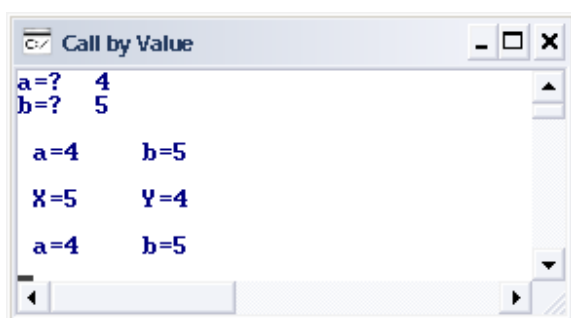 C:/ Call by Value
a=? 4
b=? 5
a=4 b=5
X=5 Y=4
a=4 b=5